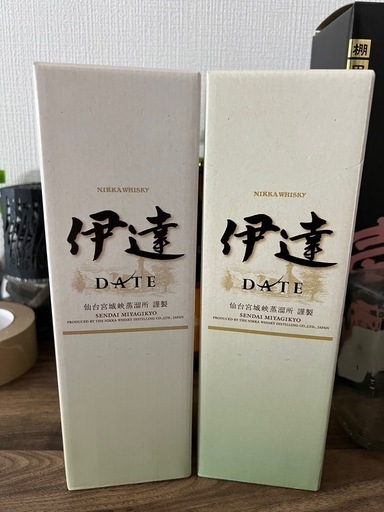 NIKKA WHISKY
伊達
DATE
仙台宮城峡蒸溜所 謹製
SENDAI MIYAGIKYO
PRODUCED BY THE NIKKA WHISKY DISTILLING CO.,LTD., JAPAN
NIKKA WHISKY
伊達
DATE
仙台宮城峡蒸溜所 謹製
SENDAI MIYAGIKYO
PRODUCED BY THE NIKKA WHISKY DISTILLING CO.,LTD., JAPAN
棚